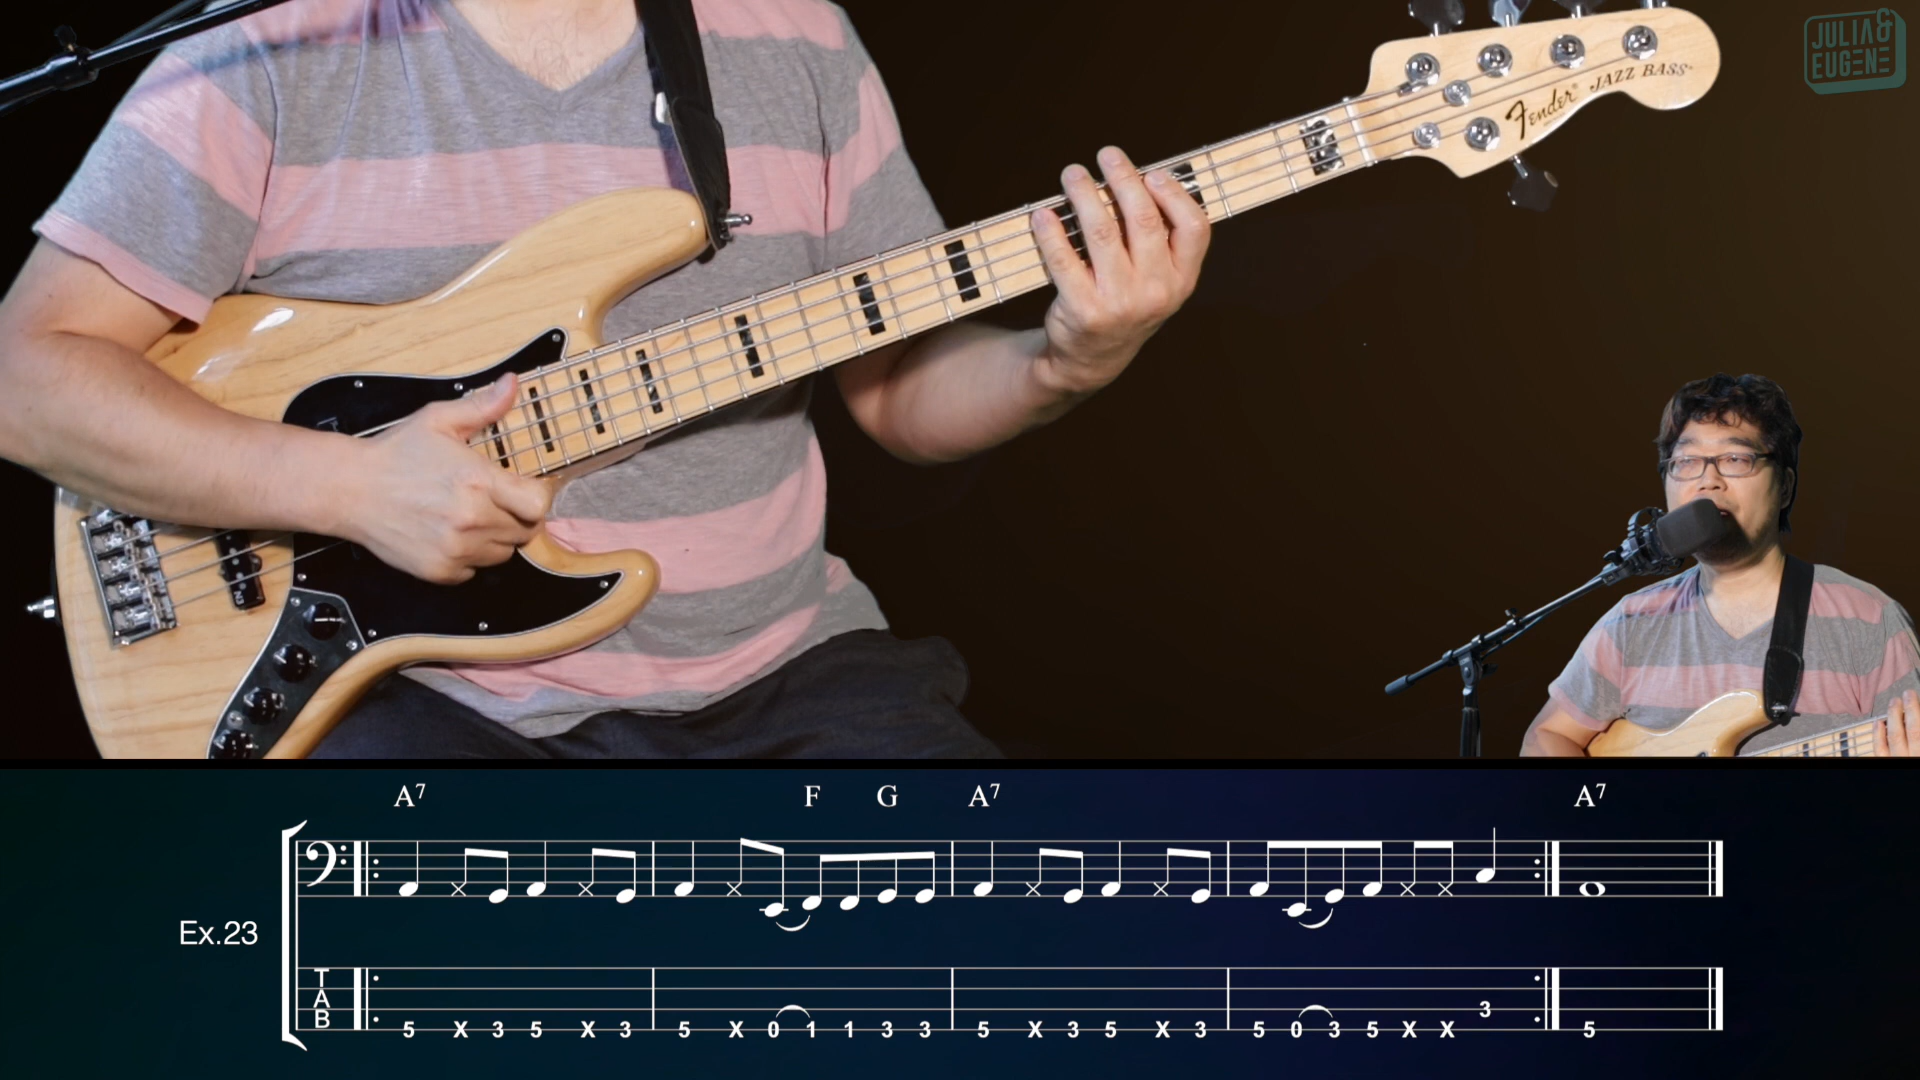 JULIA&
EUGENE
Fender® JAZZ BASS®
A7 F G A7 A7
Ex.23
T
A
B
3
5 X 3 5 X 3 5 X 0 1 1 3 3 5 X 3 5 X 3 5 0 3 5 X X 5